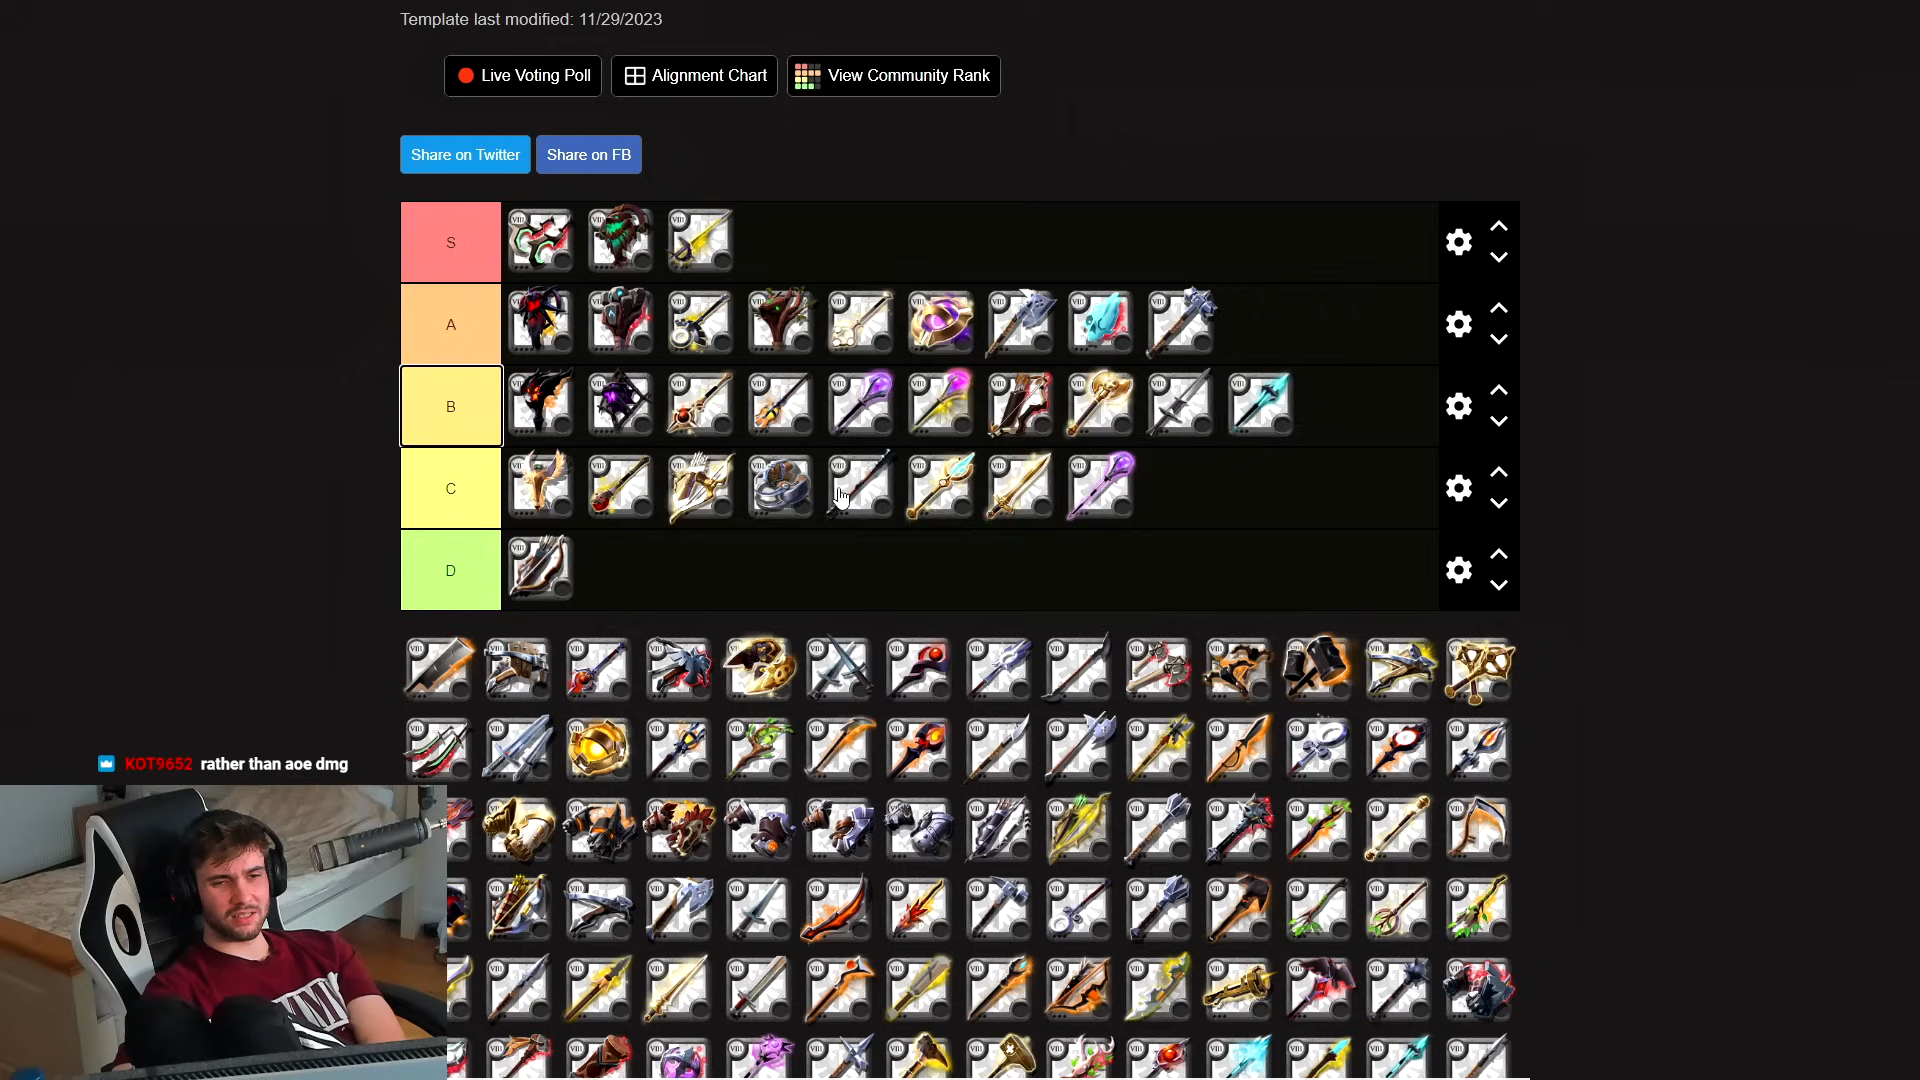 Template last modified: 11/29/2023
Live Voting Poll
Alignment Chart
View Community Rank
Share on Twitter
Share on FB
S
A
B
C
D
KOT9652 rather than aoe dmg